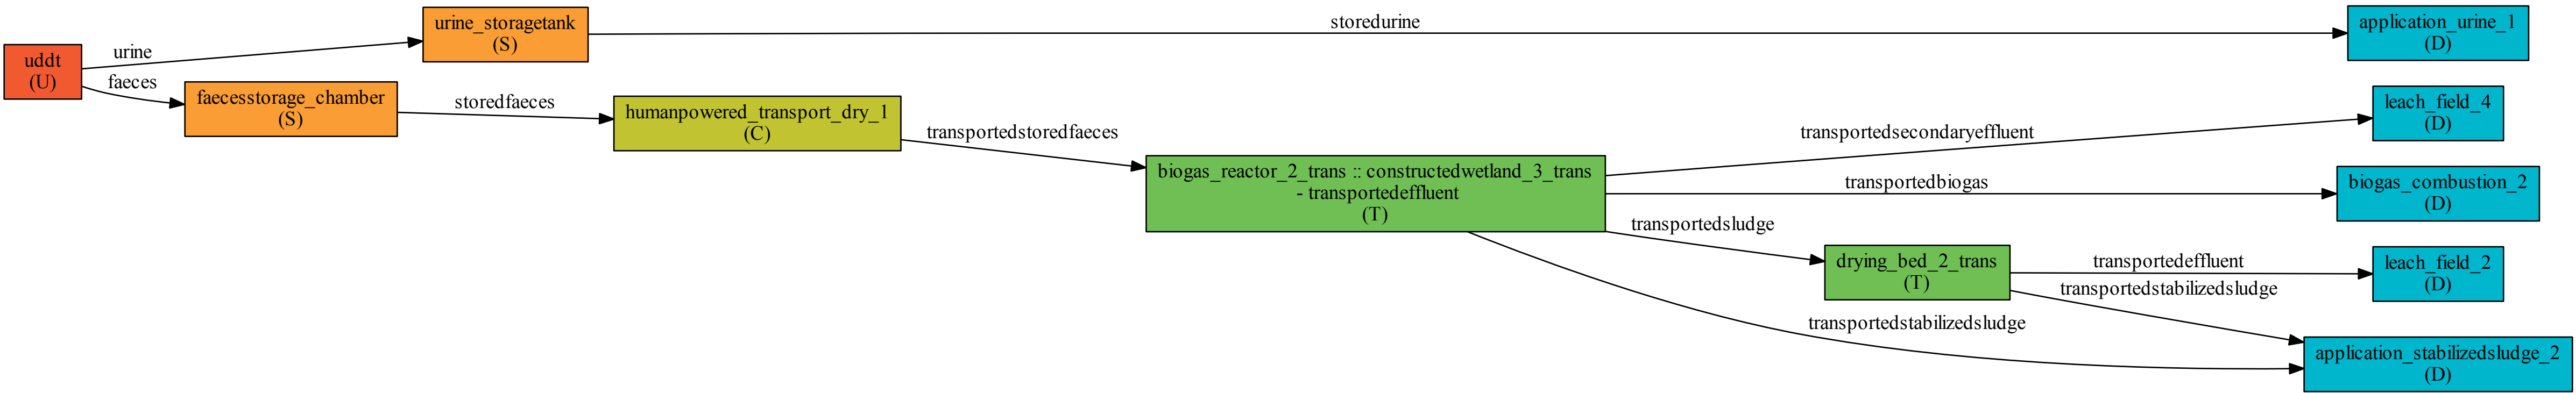 uddt
(U)
urine
faeces
urine_storagetank
(S)
faecesstorage_chamber
(S)
storedurine
storedfaeces
humanpowered_transport_dry_1
(C)
transportedstoredfaeces
biogas_reactor_2_trans :: constructedwetland_3_trans
- transportedeffluent
(T)
transportedsecondaryeffluent
transportedbiogas
transportedsludge
transportedstabilizedsludge
drying_bed_2_trans
(T)
transportedeffluent
transportedstabilizedsludge
application_urine_1
(D)
leach_field_4
(D)
biogas_combustion_2
(D)
leach_field_2
(D)
application_stabilizedsludge_2
(D)